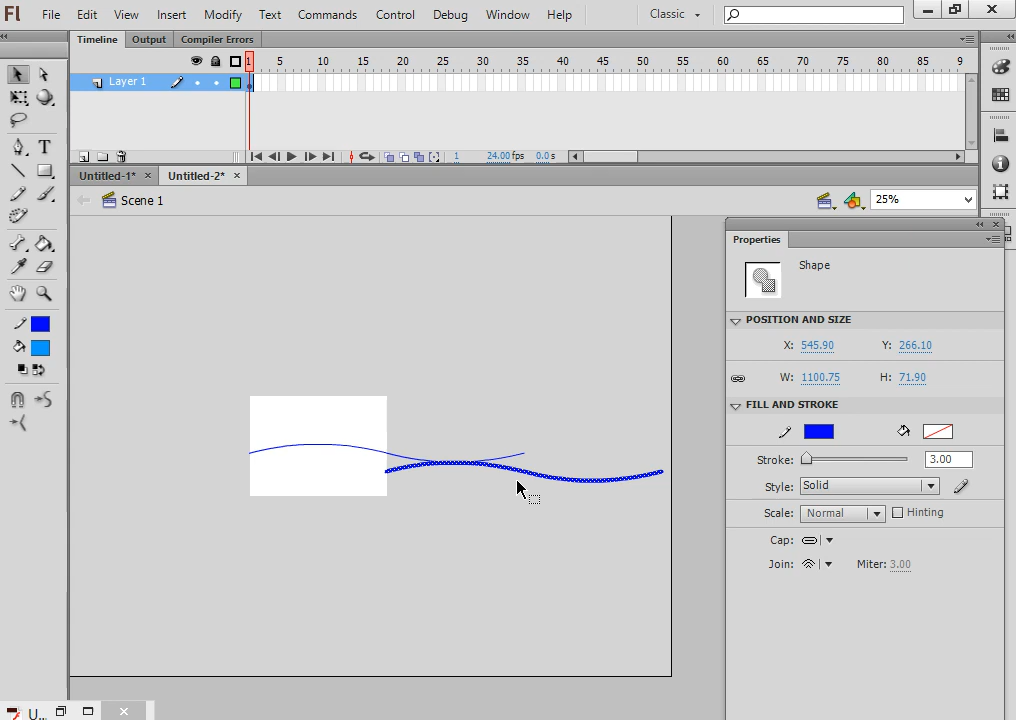 Fl File Edit View Insert Modify Text Commands Control Debug Window Help Classic
Timeline Output Compiler Errors
1 5 10 15 20 25 30 35 40 45 50 55 60 65 70 75 80 85 9
Layer 1
1 24.00 fps 0.0 s
Untitled-1* × Untitled-2* ×
Scene 1 25%
Properties
Shape
POSITION AND SIZE
X: 545.90 Y: 266.10
W: 1100.75 H: 71.90
FILL AND STROKE
Stroke: 3.00
Style: Solid
Scale: Normal Hinting
Cap:
Join: Miter: 3.00
U...